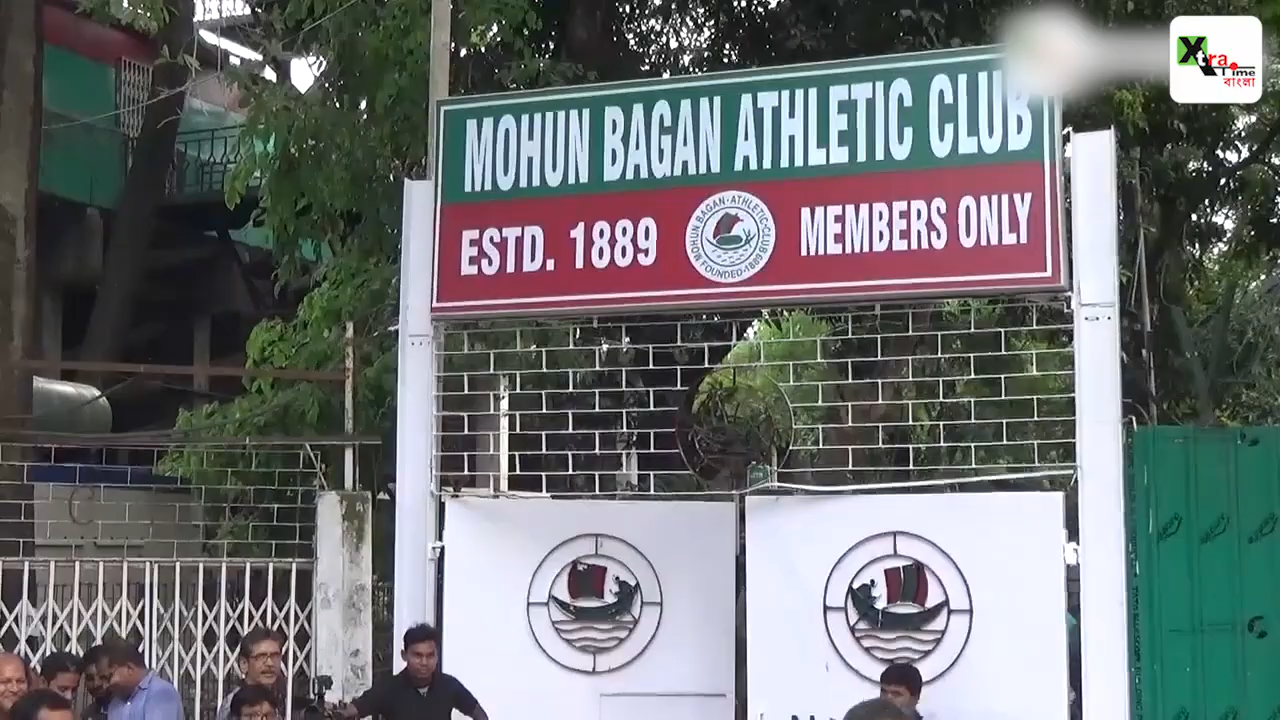 Xtra Time
বাংলা
MOHUN BAGAN ATHLETIC CLUB
ESTD. 1889
MOHUN BAGAN·ATHLETIC·CLUB
FOUNDED-1889
MEMBERS ONLY